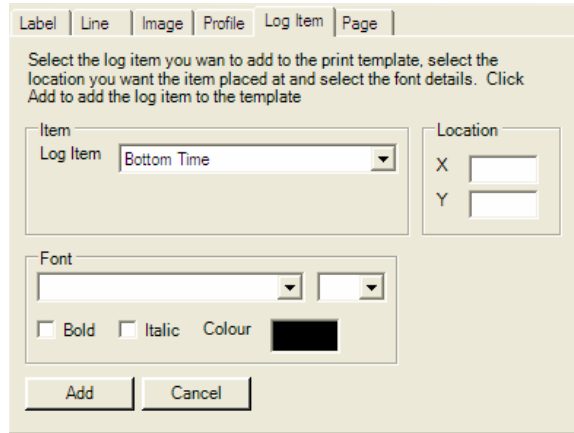 Label Line Image Profile Log Item Page
Select the log item you wan to add to the print template, select the
location you want the item placed at and select the font details. Click
Add to add the log item to the template
Item
Log Item Bottom Time
Location
X
Y
Font
Bold Italic Colour
Add Cancel